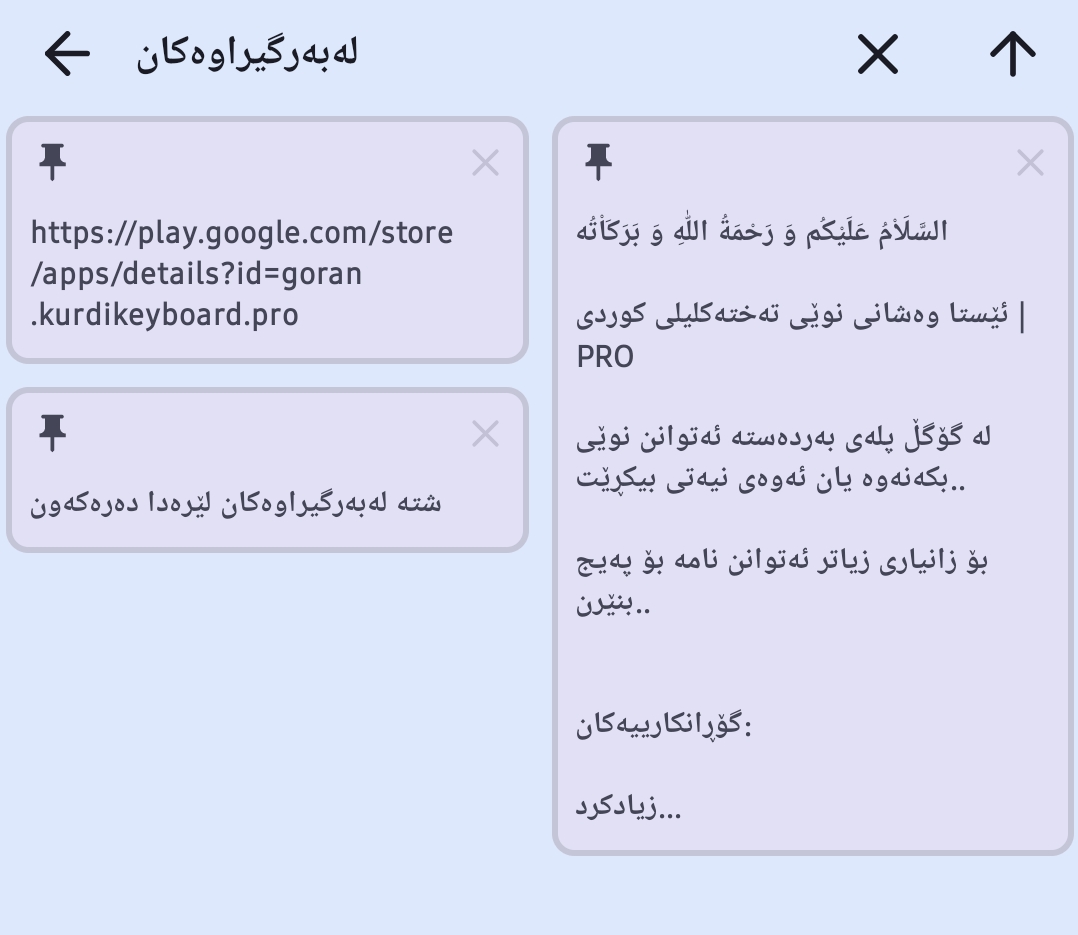 لەبەرگیراوەکان
https://play.google.com/store
/apps/details?id=goran
.kurdikeyboard.pro
شتە لەبەرگیراوەکان لێرەدا دەرەکەون
السَّلَاْمُ عَلَيْكُم وَ رَحْمَةُ اللّٰهِ وَ بَرَكَاْتُه
ئێستا وەشانی نوێی تەختەکلیلی کوردی |
PRO
لە گۆگڵ پلەی بەردەستە ئەتوانن نوێی
بکەنەوە یان ئەوەی نیەتی بیکڕێت..
بۆ زانیاری زیاتر ئەتوانن نامە بۆ پەیج
بنێرن..
گۆڕانکارییەکان:
زیادکرد...